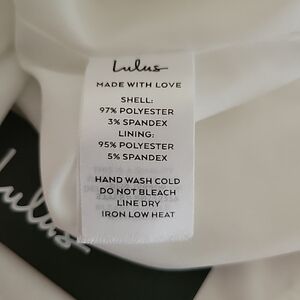 Lulus
MADE WITH LOVE
SHELL:
97% POLYESTER
3% SPANDEX
LINING:
95% POLYESTER
5% SPANDEX
HAND WASH COLD
DO NOT BLEACH
LINE DRY
IRON LOW HEAT
Lulus